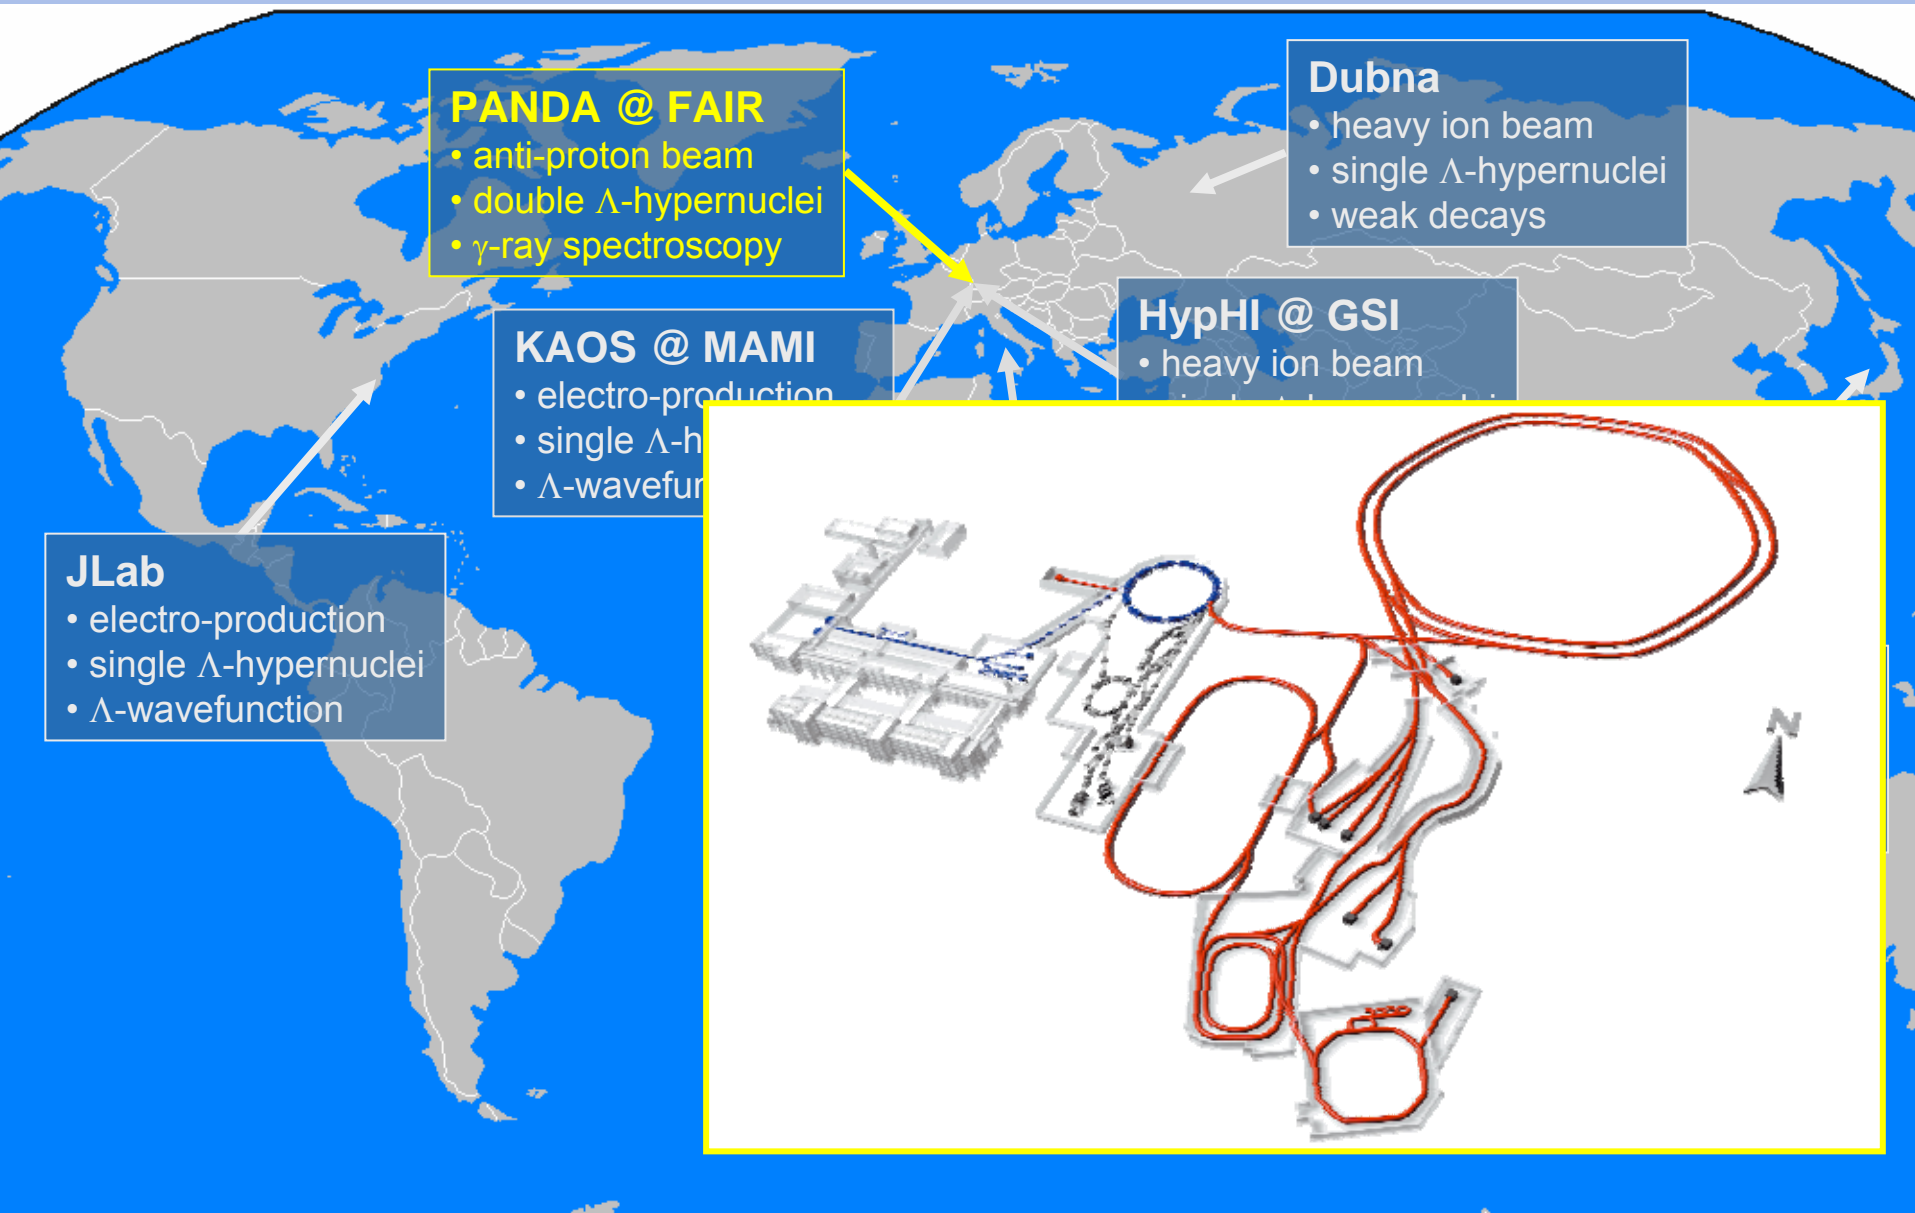 PANDA @ FAIR
• anti-proton beam
• double Λ-hypernuclei
• γ-ray spectroscopy
Dubna
• heavy ion beam
• single Λ-hypernuclei
• weak decays
KAOS @ MAMI
• electro-production
• single Λ-h
• Λ-wavefu
HypHI @ GSI
• heavy ion beam
JLab
• electro-production
• single Λ-hypernuclei
• Λ-wavefunction
N